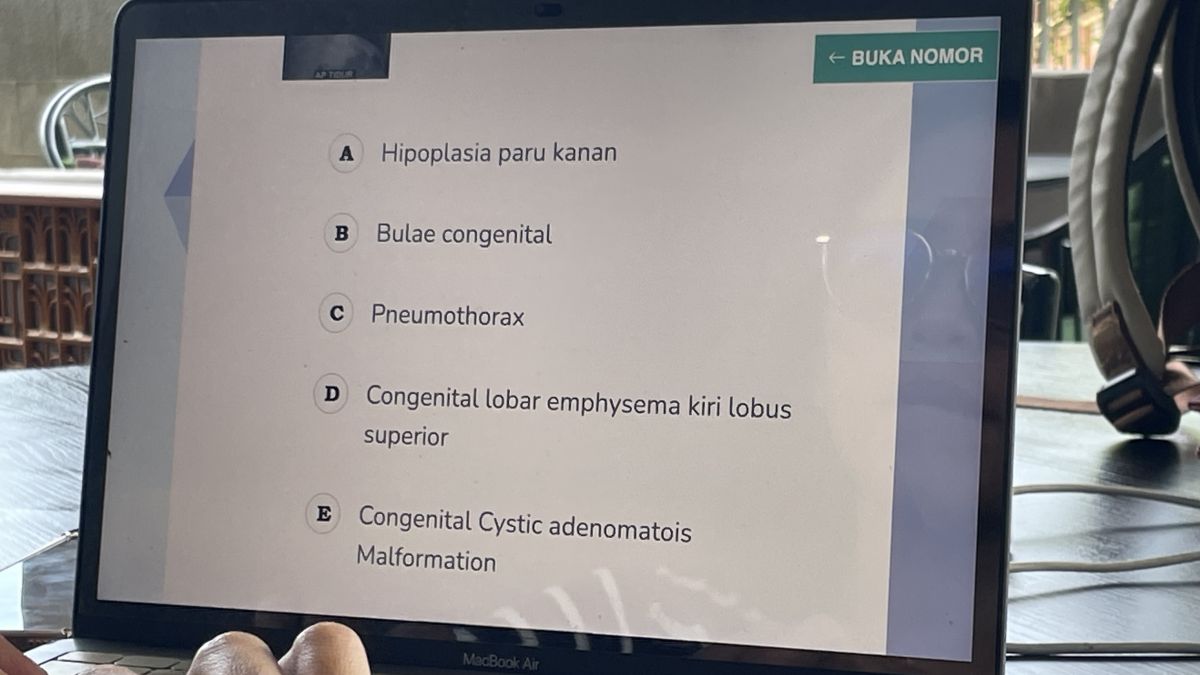 AP TIDUR
← BUKA NOMOR
A Hipoplasia paru kanan
B Bulae congenital
C Pneumothorax
D Congenital lobar emphysema kiri lobus
superior
E Congenital Cystic adenomatois
Malformation
MacBook Air